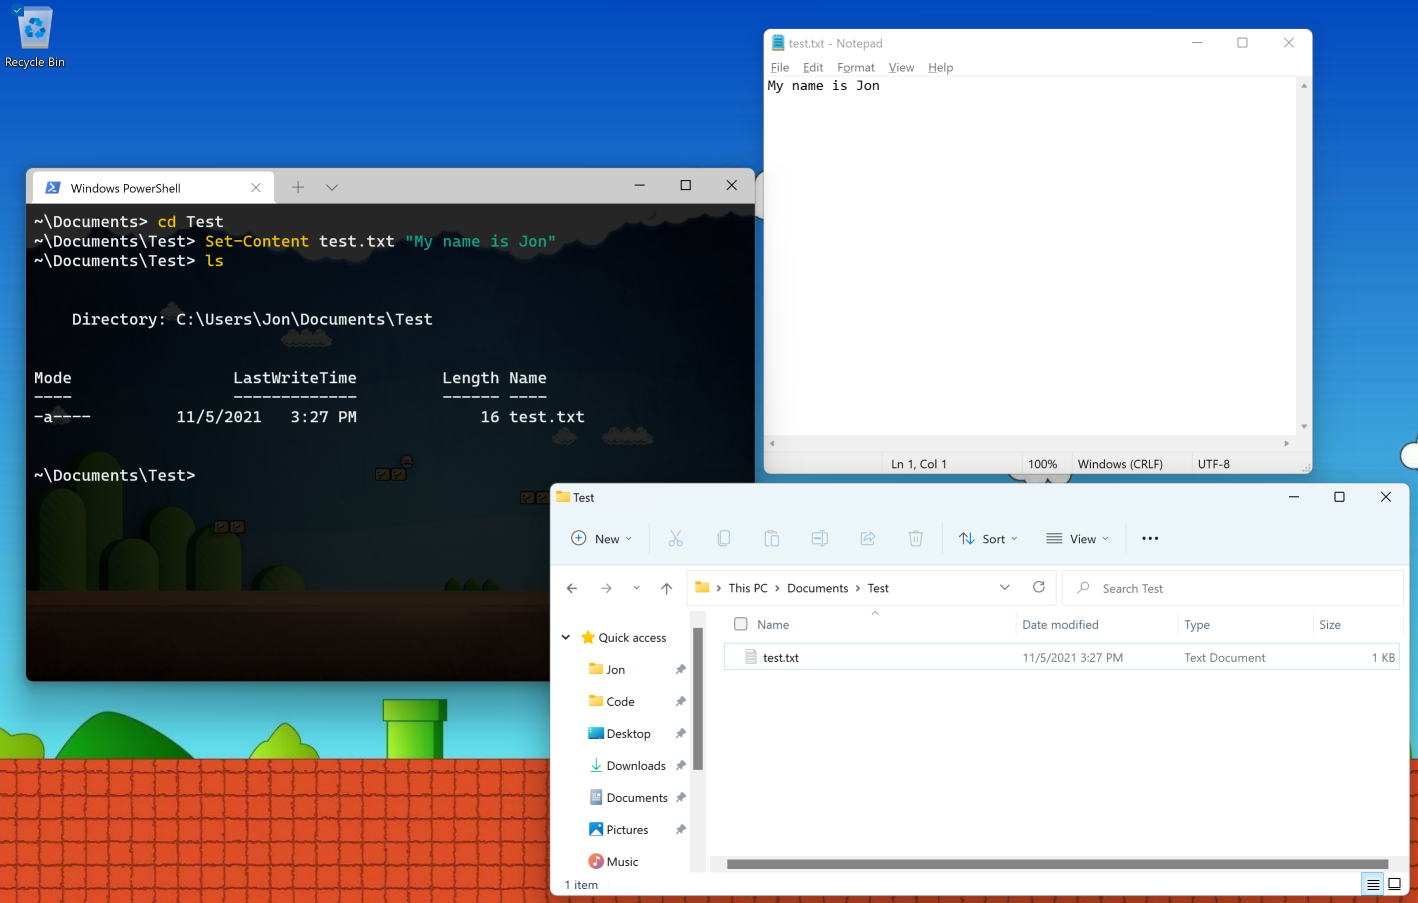 Recycle Bin
test.txt - Notepad
File Edit Format View Help
My name is Jon
Ln 1, Col 1 100% Windows (CRLF) UTF-8
Windows PowerShell
~\Documents> cd Test
~\Documents\Test> Set-Content test.txt "My name is Jon"
~\Documents\Test> ls
Directory: C:\Users\Jon\Documents\Test
Mode LastWriteTime Length Name
---- ------------- ------ ----
-a---- 11/5/2021 3:27 PM 16 test.txt
~\Documents\Test>
Test
New Sort View
This PC > Documents > Test
Search Test
Name Date modified Type Size
test.txt 11/5/2021 3:27 PM Text Document 1 KB
Quick access
Jon
Code
Desktop
Downloads
Documents
Pictures
Music
1 item